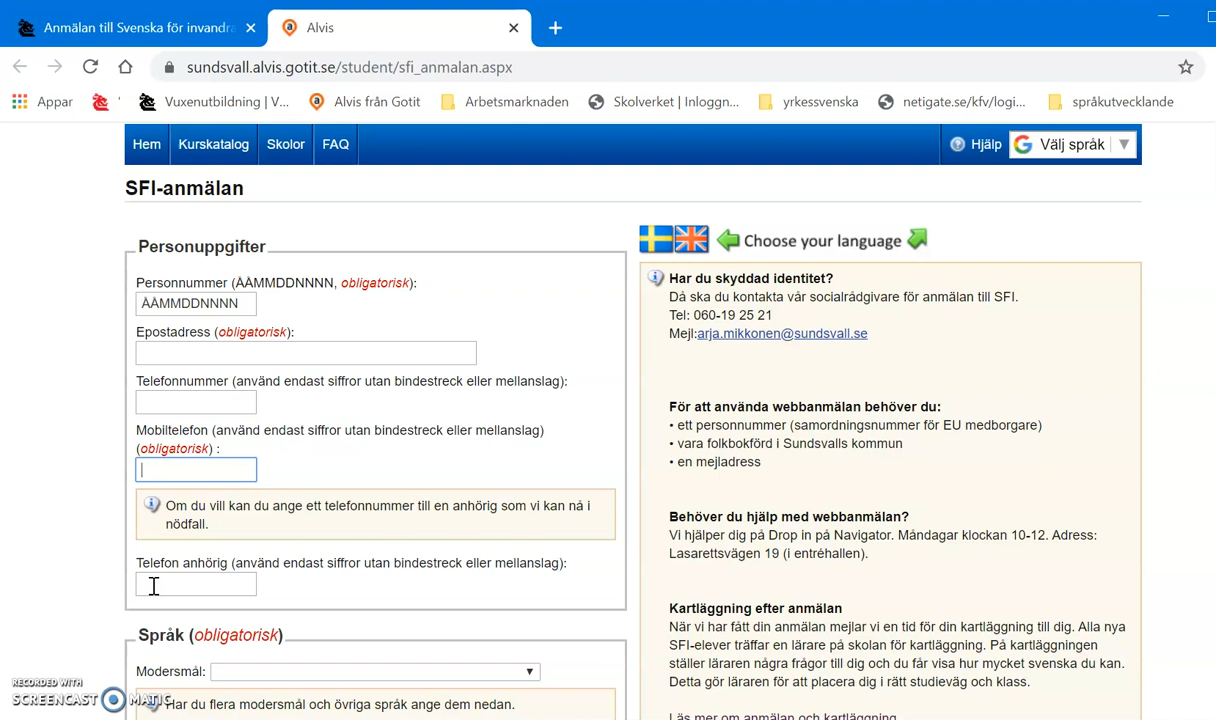 Anmälan till Svenska för invandra
Alvis
sundsvall.alvis.gotit.se/student/sfi_anmalan.aspx
Appar
Vuxenutbildning | V...
Alvis från Gotit
Arbetsmarknaden
Skolverket | Inloggn...
yrkessvenska
netigate.se/kfv/logi...
språkutvecklande
Hem
Kurskatalog
Skolor
FAQ
Hjälp
Välj språk
SFI-anmälan
Personuppgifter
Personnummer (ÅÅMMDDNNNN, obligatorisk):
ÅÅMMDDNNNN
Epostadress (obligatorisk):
Telefonnummer (använd endast siffror utan bindestreck eller mellanslag):
Mobiltelefon (använd endast siffror utan bindestreck eller mellanslag)
(obligatorisk) :
Om du vill kan du ange ett telefonnummer till en anhörig som vi kan nå i
nödfall.
Telefon anhörig (använd endast siffror utan bindestreck eller mellanslag):
Språk (obligatorisk)
Modersmål:
Har du flera modersmål och övriga språk ange dem nedan.
Choose your language
Har du skyddad identitet?
Då ska du kontakta vår socialrådgivare för anmälan till SFI.
Tel: 060-19 25 21
Mejl:arja.mikkonen@sundsvall.se
För att använda webbanmälan behöver du:
• ett personnummer (samordningsnummer för EU medborgare)
• vara folkbokförd i Sundsvalls kommun
• en mejladress
Behöver du hjälp med webbanmälan?
Vi hjälper dig på Drop in på Navigator. Måndagar klockan 10-12. Adress:
Lasarettsvägen 19 (i entréhallen).
Kartläggning efter anmälan
När vi har fått din anmälan mejlar vi en tid för din kartläggning till dig. Alla nya
SFI-elever träffar en lärare på skolan för kartläggning. På kartläggningen
ställer läraren några frågor till dig och du får visa hur mycket svenska du kan.
Detta gör läraren för att placera dig i rätt studieväg och klass.
Läs mer om anmälan och kartläggning
RECORDED WITH
SCREENCAST MATIC